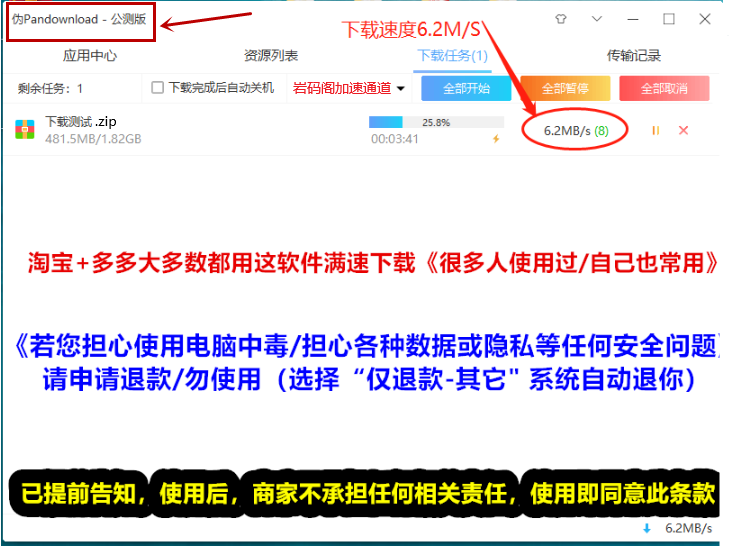 伪Pandownload - 公测版
下载速度6.2M/S
应用中心 资源列表 下载任务(1) 传输记录
剩余任务：1 下载完成后自动关机 岩码阁加速通道 全部开始 全部暂停 全部取消
下载测试.zip 25.8% 6.2MB/s (8)
481.5MB/1.82GB 00:03:41
淘宝+多多大多数都用这软件满速下载《很多人使用过/自己也常用》
《若您担心使用电脑中毒/担心各种数据或隐私等任何安全问题》
请申请退款/勿使用（选择“仅退款-其它" 系统自动退你）
已提前告知，使用后，商家不承担任何相关责任，使用即同意此条款
6.2MB/s